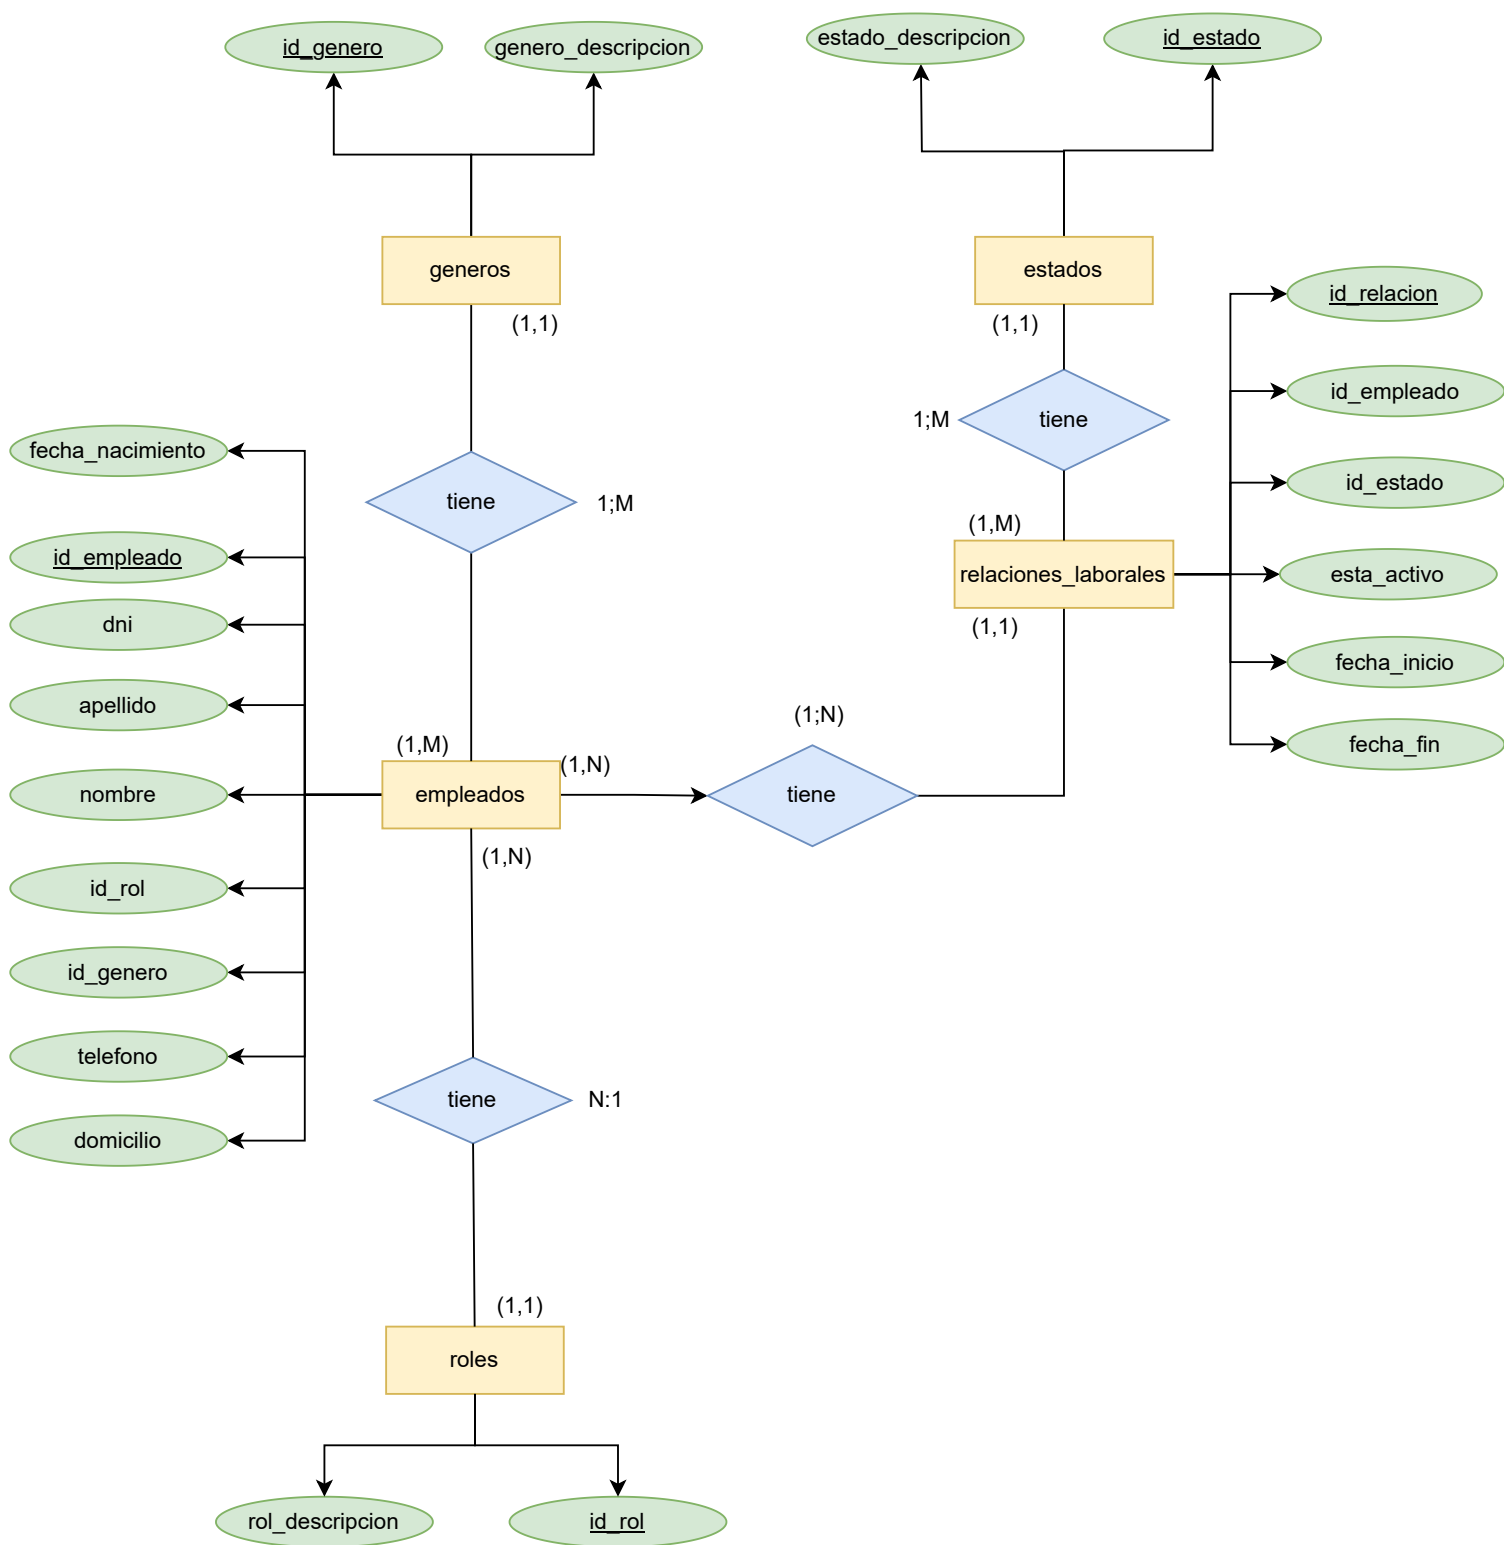 id_genero
genero_descripcion
estado_descripcion
id_estado
generos
(1,1)
estados
(1,1)
id_relacion
id_empleado
id_estado
esta_activo
fecha_inicio
fecha_fin
tiene
1;M
1;M
tiene
(1,M)
relaciones_laborales
(1,1)
fecha_nacimiento
id_empleado
dni
apellido
nombre
id_rol
id_genero
telefono
domicilio
(1,M)
(1,N)
empleados
(1,N)
(1;N)
tiene
tiene
N:1
(1,1)
roles
rol_descripcion
id_rol